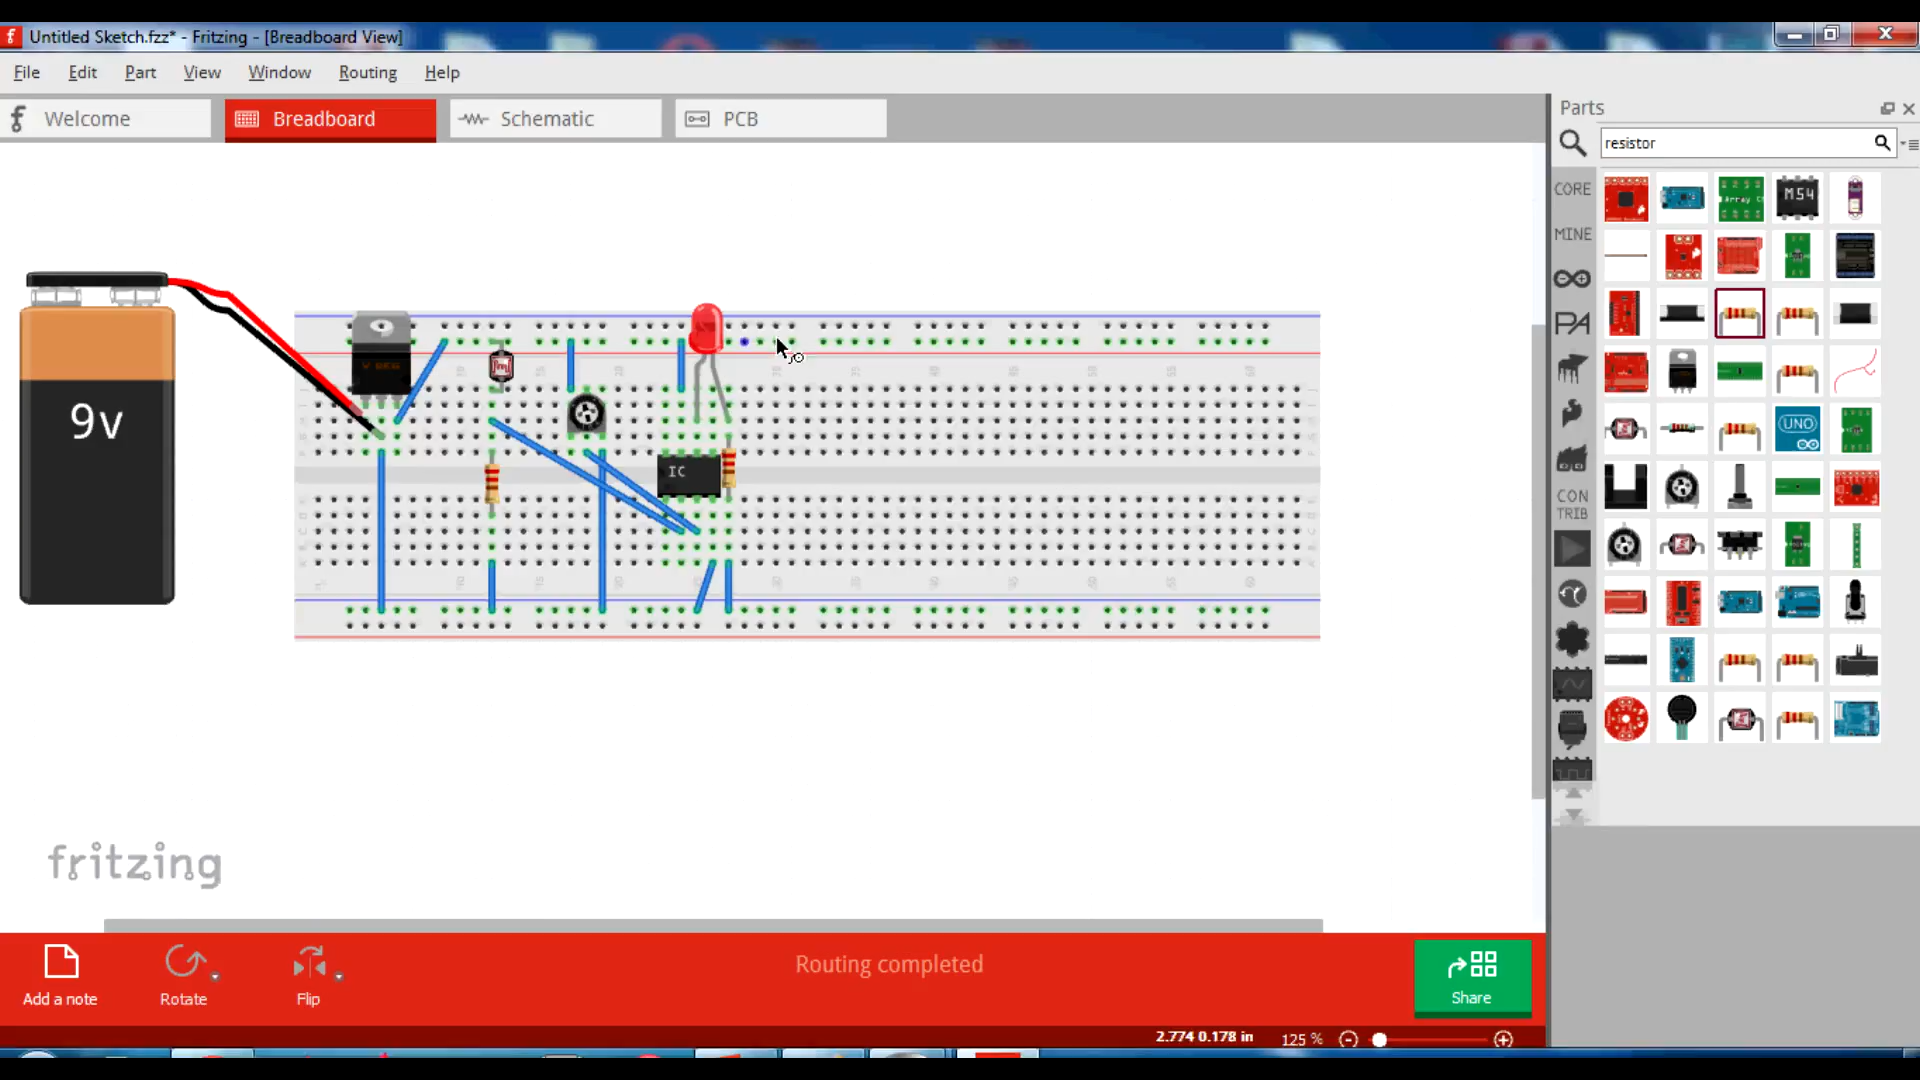 Untitled Sketch.fzz* - Fritzing - [Breadboard View]
File Edit Part View Window Routing Help
Welcome
Breadboard
Schematic
PCB
Parts
resistor
CORE
MINE
CON
TRIB
M54
UNO
9v
V REG
IC
fritzing
Add a note
Rotate
Flip
Routing completed
Share
2.774 0.178 in
125 %